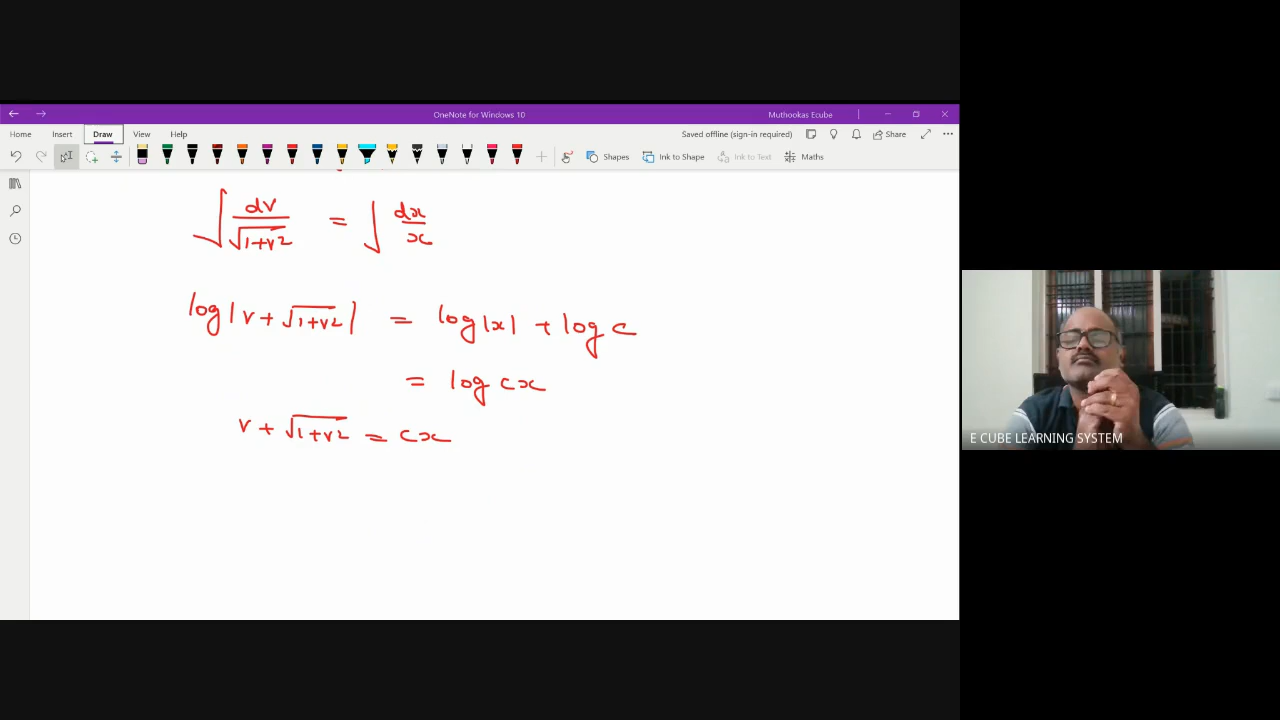 OneNote for Windows 10
Muthookas Ecube
Home Insert Draw View Help
Saved offline (sign-in required)
Share
Shapes
Ink to Shape
Ink to Text
Maths
∫ dv/√(1+v²) = ∫ dx/x
log|v + √(1+v²)| = log|x| + log c
= log cx
v + √(1+v²) = cx
E CUBE LEARNING SYSTEM